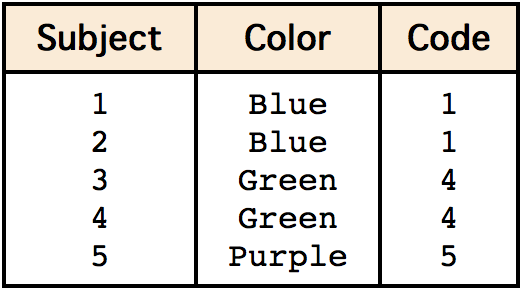 Subject Color Code
1 Blue 1
2 Blue 1
3 Green 4
4 Green 4
5 Purple 5